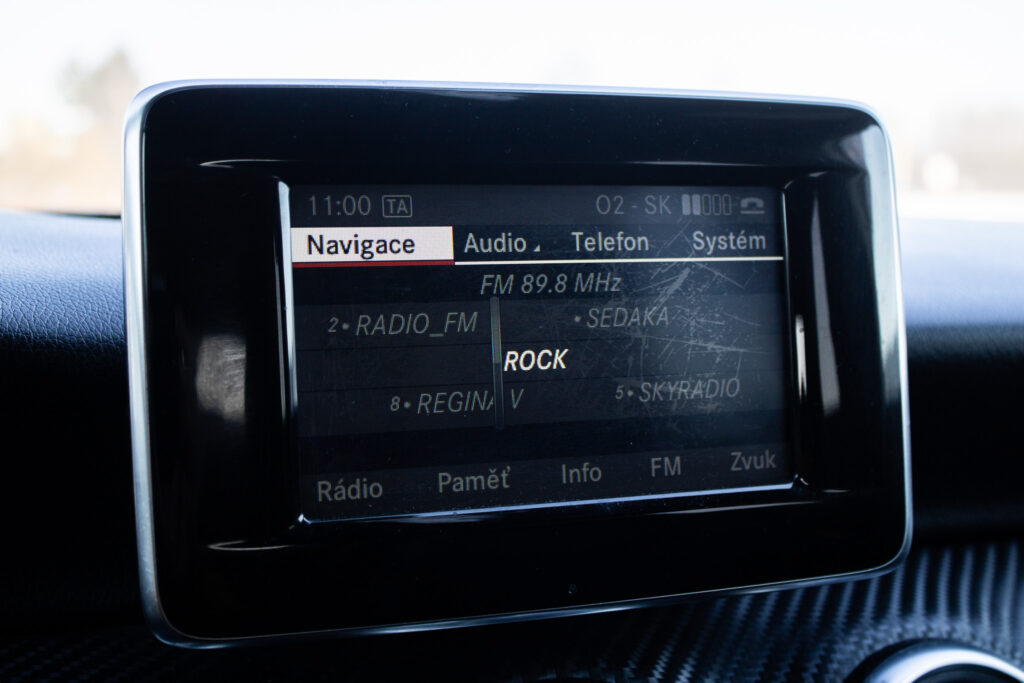 11:00 TA O2 - SK
Navigace Audio Telefon Systém
FM 89.8 MHz
2• RADIO_FM • SEDAKA
ROCK
8• REGINA V 5• SKYRADIO
Rádio Paměť Info FM Zvuk